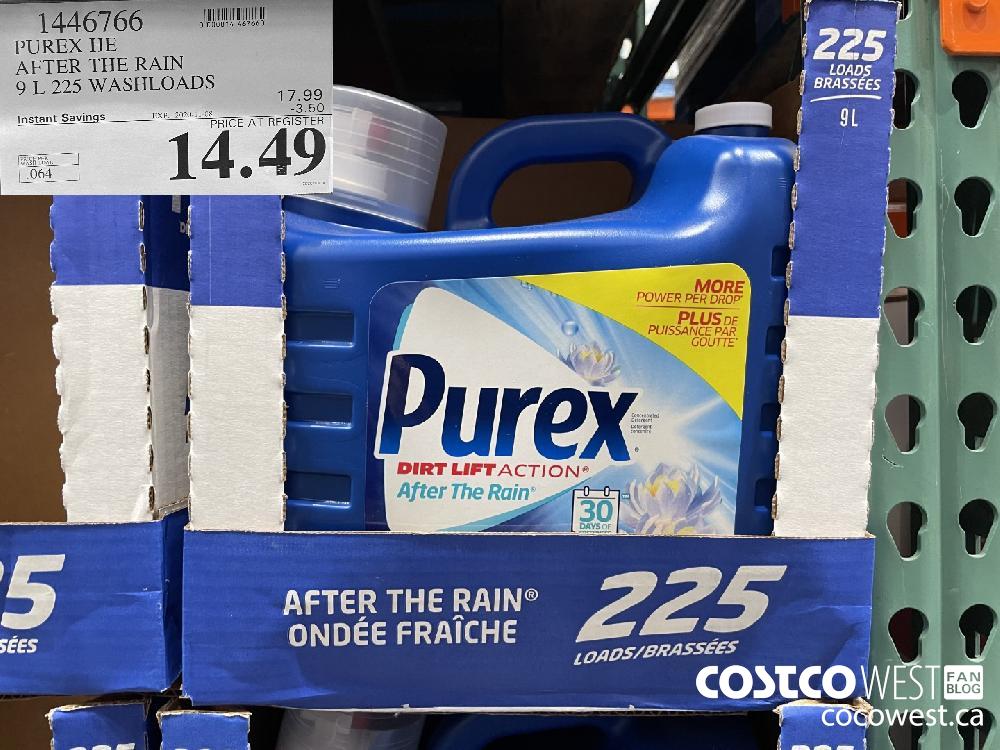 1446766
PUREX HE
AFTER THE RAIN
9 L 225 WASHLOADS
17.99
-3.50
Instant Savings
PRICE AT REGISTER
14.49
PRICE PER
.064
225
LOADS
BRASSÉES
9L
MORE
POWER PER DROP*
PLUS DE
PUISSANCE PAR
GOUTTE*
Purex
DIRT LIFT ACTION®
After The Rain®
30
DAYS OF
AFTER THE RAIN®
ONDÉE FRAÎCHE
225
LOADS/BRASSÉES
5
SÉES
COSTCO WEST FAN BLOG
cocowest.ca